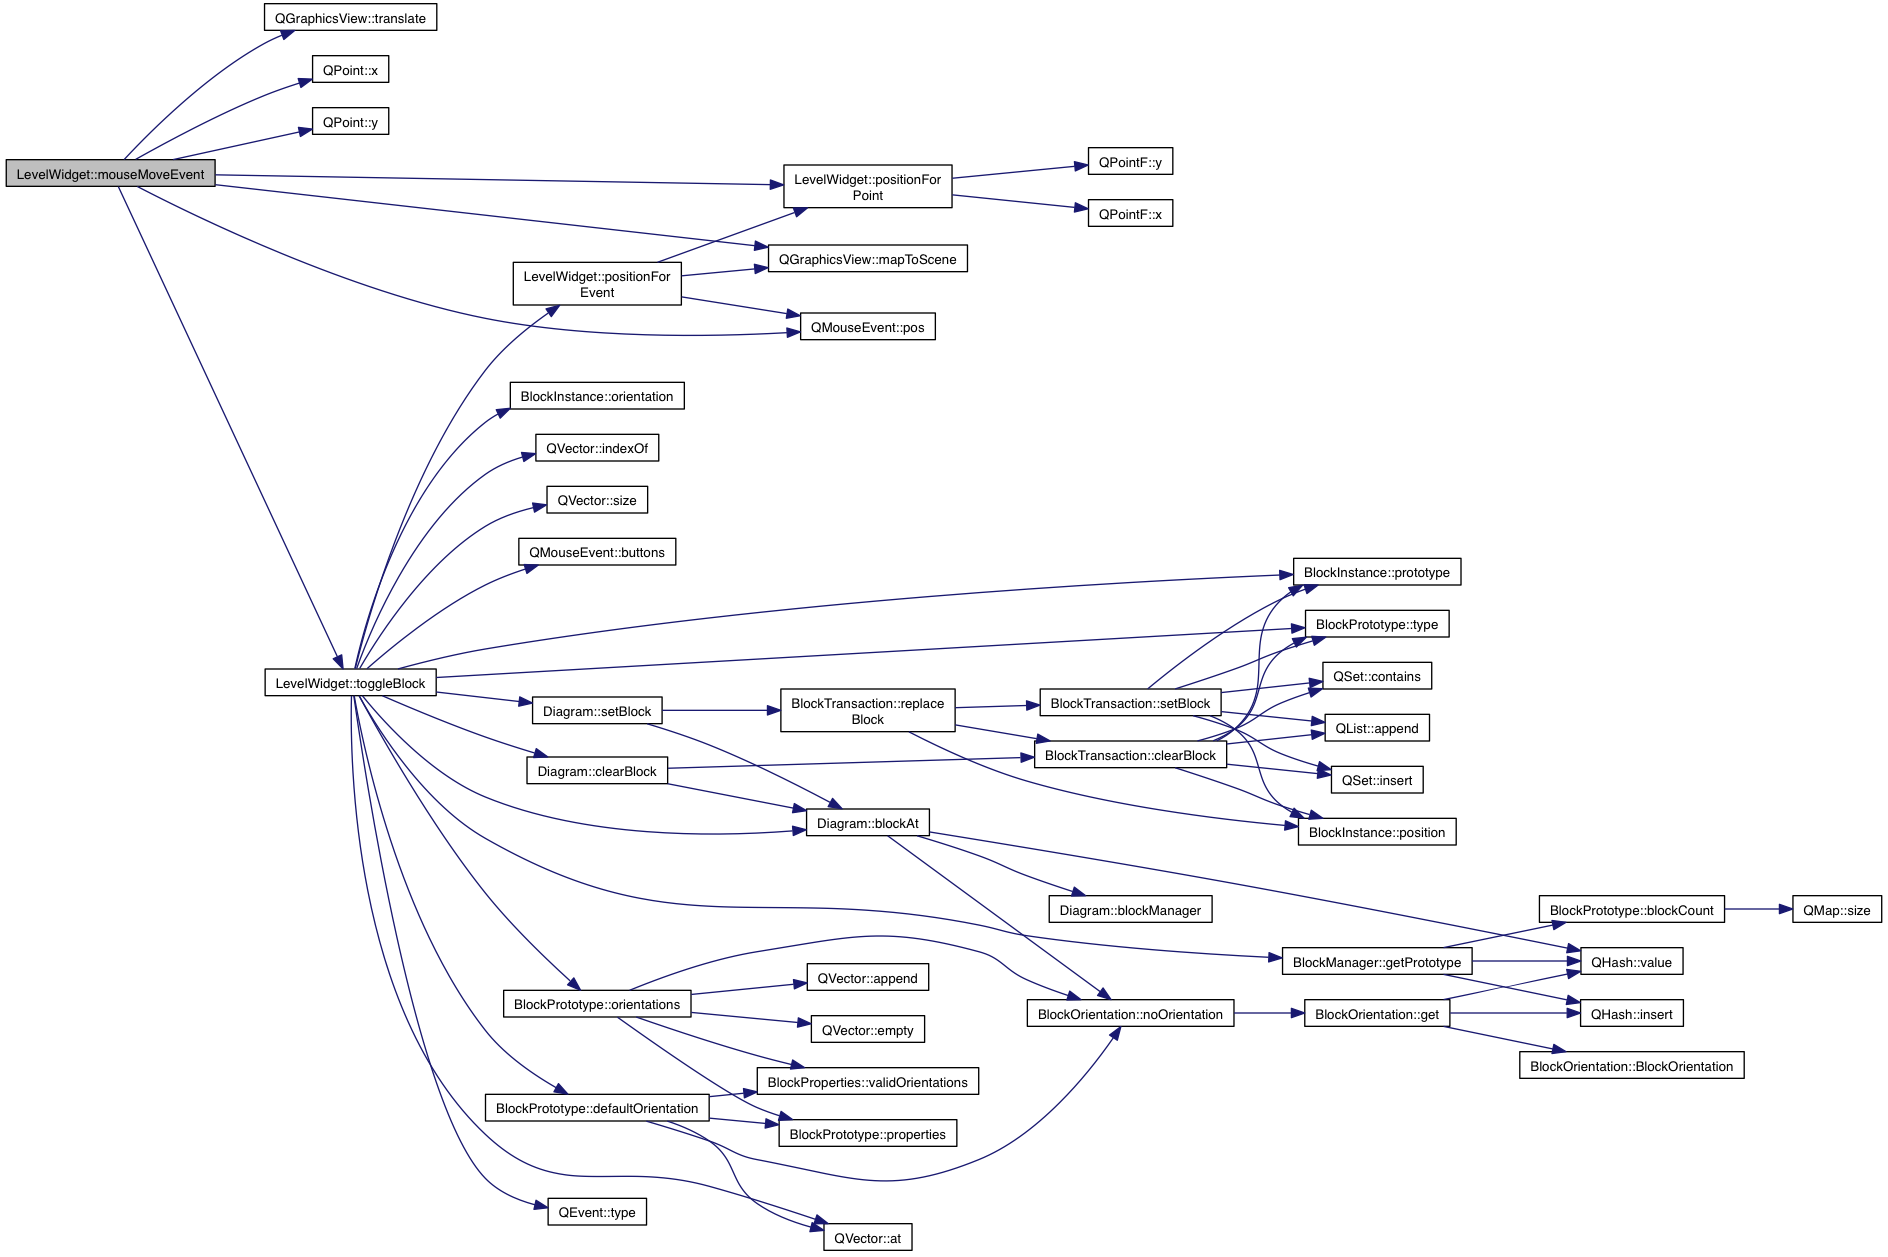 QGraphicsView::translate
QPoint::x
QPoint::y
LevelWidget::mouseMoveEvent
LevelWidget::positionFor
Point
QPointF::y
QPointF::x
QGraphicsView::mapToScene
LevelWidget::positionFor
Event
QMouseEvent::pos
BlockInstance::orientation
QVector::indexOf
QVector::size
QMouseEvent::buttons
BlockInstance::prototype
BlockPrototype::type
LevelWidget::toggleBlock
QSet::contains
Diagram::setBlock
BlockTransaction::replace
Block
BlockTransaction::setBlock
QList::append
Diagram::clearBlock
BlockTransaction::clearBlock
QSet::insert
Diagram::blockAt
BlockInstance::position
Diagram::blockManager
BlockPrototype::blockCount
QMap::size
BlockManager::getPrototype
QHash::value
QVector::append
BlockPrototype::orientations
QVector::empty
BlockOrientation::noOrientation
BlockOrientation::get
QHash::insert
BlockOrientation::BlockOrientation
BlockProperties::validOrientations
BlockPrototype::defaultOrientation
BlockPrototype::properties
QEvent::type
QVector::at